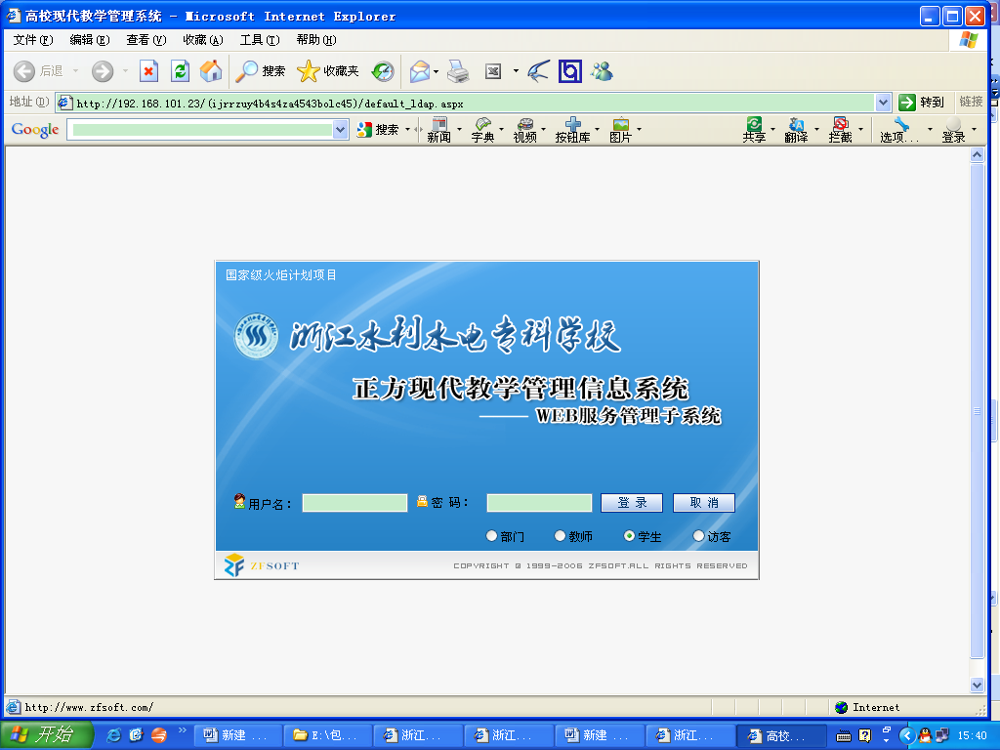 高校现代教学管理系统 - Microsoft Internet Explorer
文件(F) 编辑(E) 查看(V) 收藏(A) 工具(T) 帮助(H)
后退 搜索 收藏夹
地址(D) http://192.168.101.23/(ijrrzuy4b4s4za4543bolc45)/default_ldap.aspx 转到 链接
Google 搜索 新闻 字典 视频 按钮库 图片 共享 翻译 拦截 选项... 登录
国家级火炬计划项目
浙江水利水电专科学校
正方现代教学管理信息系统
——WEB服务管理子系统
用户名： 密 码： 登 录 取 消
部门 教师 学生 访客
ZFSOFT COPYRIGHT @ 1999-2006 ZFSOFT.ALL RIGHTS RESERVED
http://www.zfsoft.com/ Internet
开始 新建 ... E:\包... 浙江... 浙江... 新建 ... 浙江... 高校... 15:40